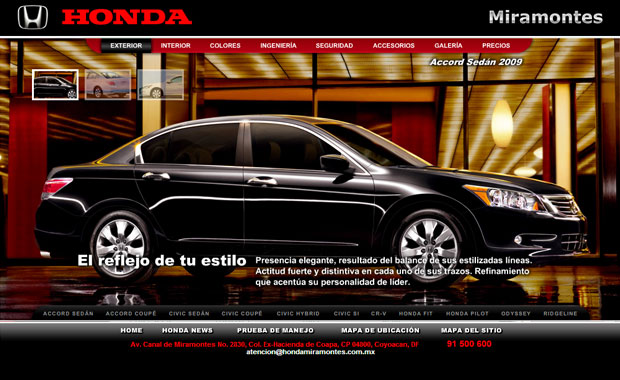 HONDA
Miramontes
EXTERIOR INTERIOR COLORES INGENIERÍA SEGURIDAD ACCESORIOS GALERÍA PRECIOS
Accord Sedán 2009
El reflejo de tu estilo
Presencia elegante, resultado del balance de sus estilizadas líneas.
Actitud fuerte y distintiva en cada uno de sus trazos. Refinamiento
que acentúa su personalidad de líder.
ACCORD SEDÁN ACCORD COUPÉ CIVIC SEDÁN CIVIC COUPÉ CIVIC HYBRID CIVIC SI CR-V HONDA FIT HONDA PILOT ODYSSEY RIDGELINE
HOME HONDA NEWS PRUEBA DE MANEJO MAPA DE UBICACIÓN MAPA DEL SITIO
Av. Canal de Miramontes No. Col. Ex-Hacienda de Coapa, CP Coyoacan, DF 91 500 600
atencion@hondamiramontes.com.mx